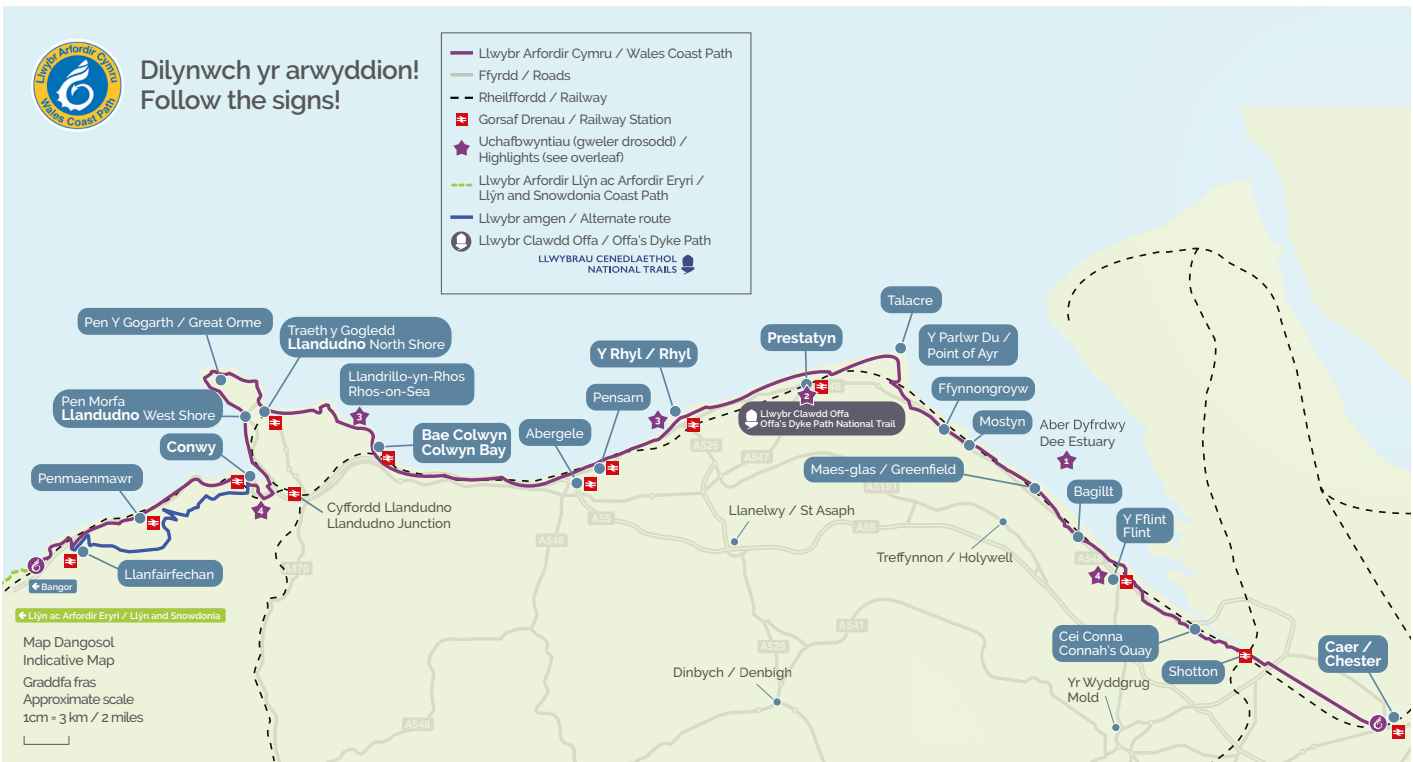 Llwybr Arfordir Cymru
Wales Coast Path
Dilynwch yr arwyddion!
Follow the signs!
Llwybr Arfordir Cymru / Wales Coast Path
Ffyrdd / Roads
Rheilffordd / Railway
Gorsaf Drenau / Railway Station
Uchafbwyntiau (gweler drosodd) /
Highlights (see overleaf)
Llwybr Arfordir Llŷn ac Arfordir Eryri /
Llŷn and Snowdonia Coast Path
Llwybr amgen / Alternate route
Llwybr Clawdd Offa / Offa's Dyke Path
LLWYBRAU CENEDLAETHOL
NATIONAL TRAILS
Pen Y Gogarth / Great Orme
Traeth y Gogledd
Llandudno North Shore
Llandrillo-yn-Rhos
Rhos-on-Sea
3
Pen Morfa
Llandudno West Shore
Conwy
Penmaenmawr
Bae Colwyn
Colwyn Bay
Abergele
Pensarn
Y Rhyl / Rhyl
3
Prestatyn
2
Llwybr Clawdd Offa
Offa's Dyke Path National Trail
Talacre
Y Parlwr Du /
Point of Ayr
Ffynnongroyw
Mostyn
Aber Dyfrdwy
Dee Estuary
1
Maes-glas / Greenfield
Bagillt
Y Fflint
Flint
4
4
Cyffordd Llandudno
Llandudno Junction
Llanelwy / St Asaph
Treffynnon / Holywell
Llanfairfechan
Bangor
Llŷn ac Arfordir Eryri / Llŷn and Snowdonia
Cei Conna
Connah's Quay
Shotton
Caer /
Chester
Yr Wyddgrug
Mold
Dinbych / Denbigh
A525
A547
A5151
A55
A55
A548
A470
A541
A525
A548
Map Dangosol
Indicative Map
Graddfa fras
Approximate scale
1cm = 3 km / 2 miles